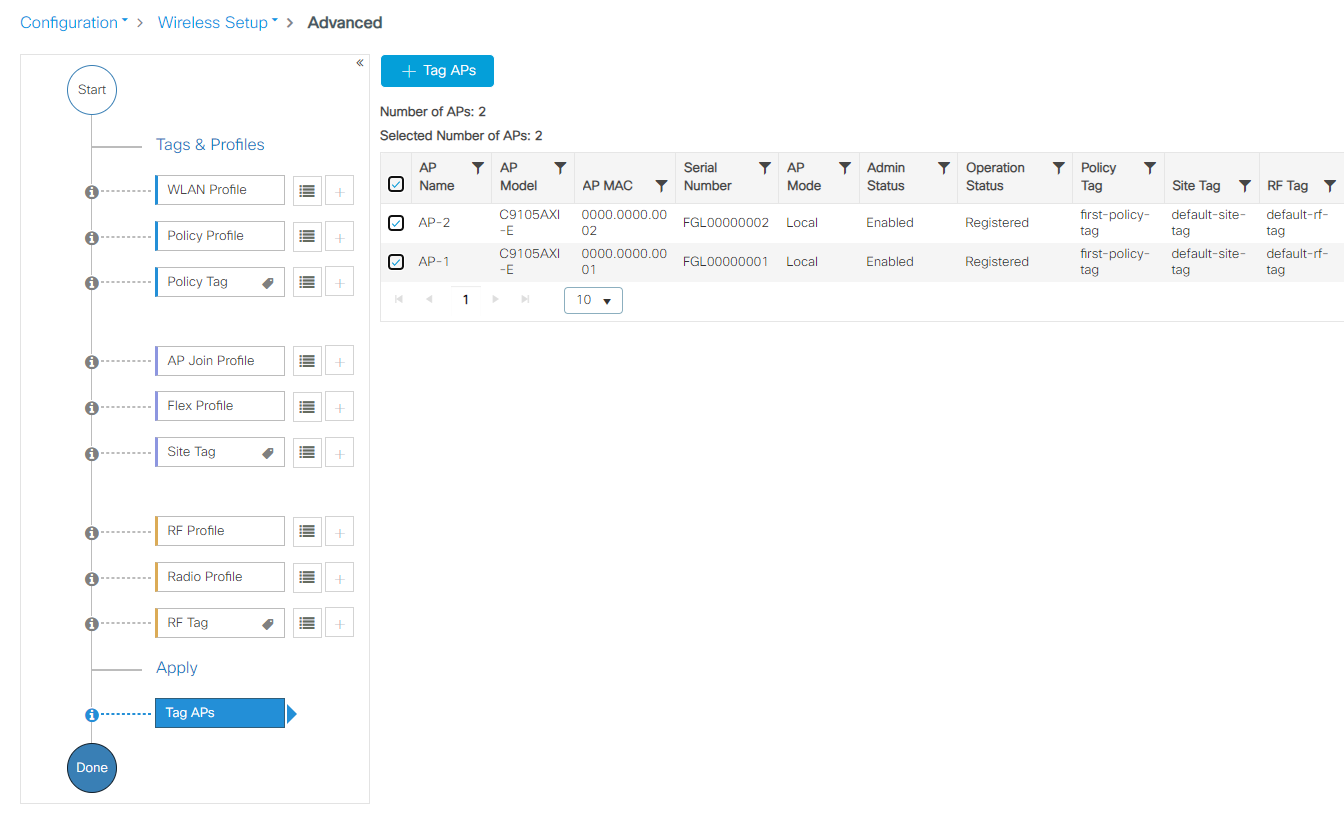 Configuration > Wireless Setup > Advanced
«
Start
Tags & Profiles
WLAN Profile
Policy Profile
Policy Tag
AP Join Profile
Flex Profile
Site Tag
RF Profile
Radio Profile
RF Tag
Apply
Tag APs
Done
+ Tag APs
Number of APs: 2
Selected Number of APs: 2
AP Name AP Model AP MAC Serial Number AP Mode Admin Status Operation Status Policy Tag Site Tag RF Tag
AP-2 C9105AXI-E 0000.0000.0002 FGL00000002 Local Enabled Registered first-policy-tag default-site-tag default-rf-tag
AP-1 C9105AXI-E 0000.0000.0001 FGL00000001 Local Enabled Registered first-policy-tag default-site-tag default-rf-tag
1 10